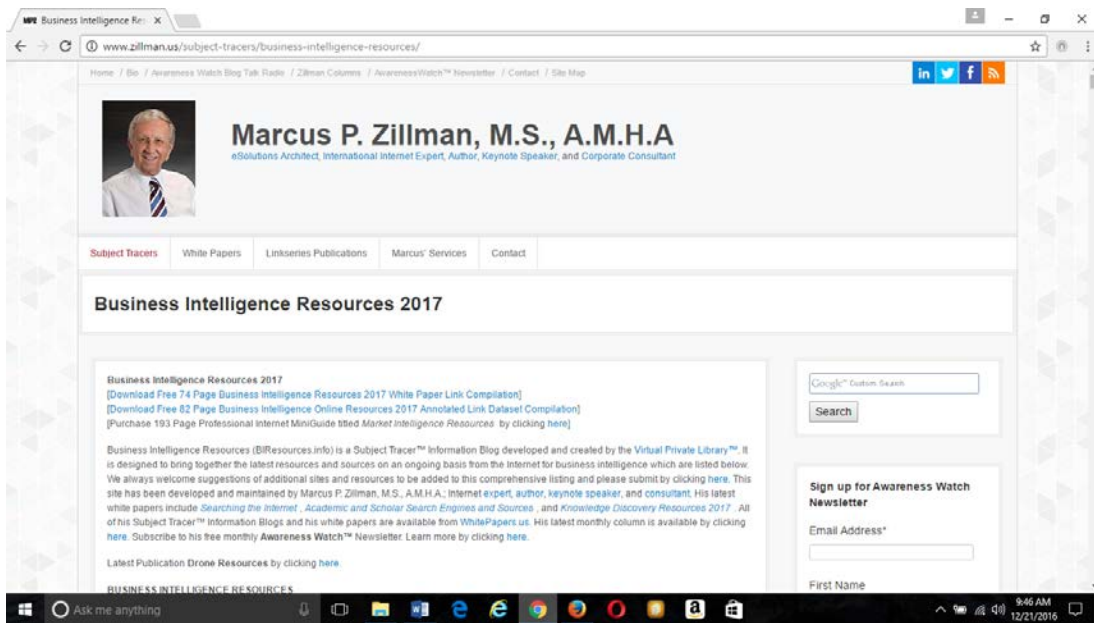 MPZ Business Intelligence Res
www.zillman.us/subject-tracers/business-intelligence-resources/
Home / Bio / Awareness Watch Blog Talk Radio / Zillman Columns / AwarenessWatch™ Newsletter / Contact / Site Map
in f
Marcus P. Zillman, M.S., A.M.H.A
eSolutions Architect, International Internet Expert, Author, Keynote Speaker, and Corporate Consultant
Subject Tracers White Papers Linkseries Publications Marcus' Services Contact
Business Intelligence Resources 2017
Business Intelligence Resources 2017
[Download Free 74 Page Business Intelligence Resources 2017 White Paper Link Compilation]
[Download Free 82 Page Business Intelligence Online Resources 2017 Annotated Link Dataset Compilation]
[Purchase 193 Page Professional Internet MiniGuide titled Market Intelligence Resources by clicking here]
Business Intelligence Resources (BIResources.info) is a Subject Tracer™ Information Blog developed and created by the Virtual Private Library™. It
is designed to bring together the latest resources and sources on an ongoing basis from the Internet for business intelligence which are listed below.
We always welcome suggestions of additional sites and resources to be added to this comprehensive listing and please submit by clicking here. This
site has been developed and maintained by Marcus P. Zillman, M.S., A.M.H.A.; Internet expert, author, keynote speaker, and consultant. His latest
white papers include Searching the Internet , Academic and Scholar Search Engines and Sources , and Knowledge Discovery Resources 2017 . All
of his Subject Tracer™ Information Blogs and his white papers are available from WhitePapers.us. His latest monthly column is available by clicking
here. Subscribe to his free monthly Awareness Watch™ Newsletter. Learn more by clicking here.
Latest Publication Drone Resources by clicking here.
BUSINESS INTELLIGENCE RESOURCES
Google™ Custom Search
Search
Sign up for Awareness Watch
Newsletter
Email Address*
First Name
Ask me anything
9:46 AM
12/21/2016